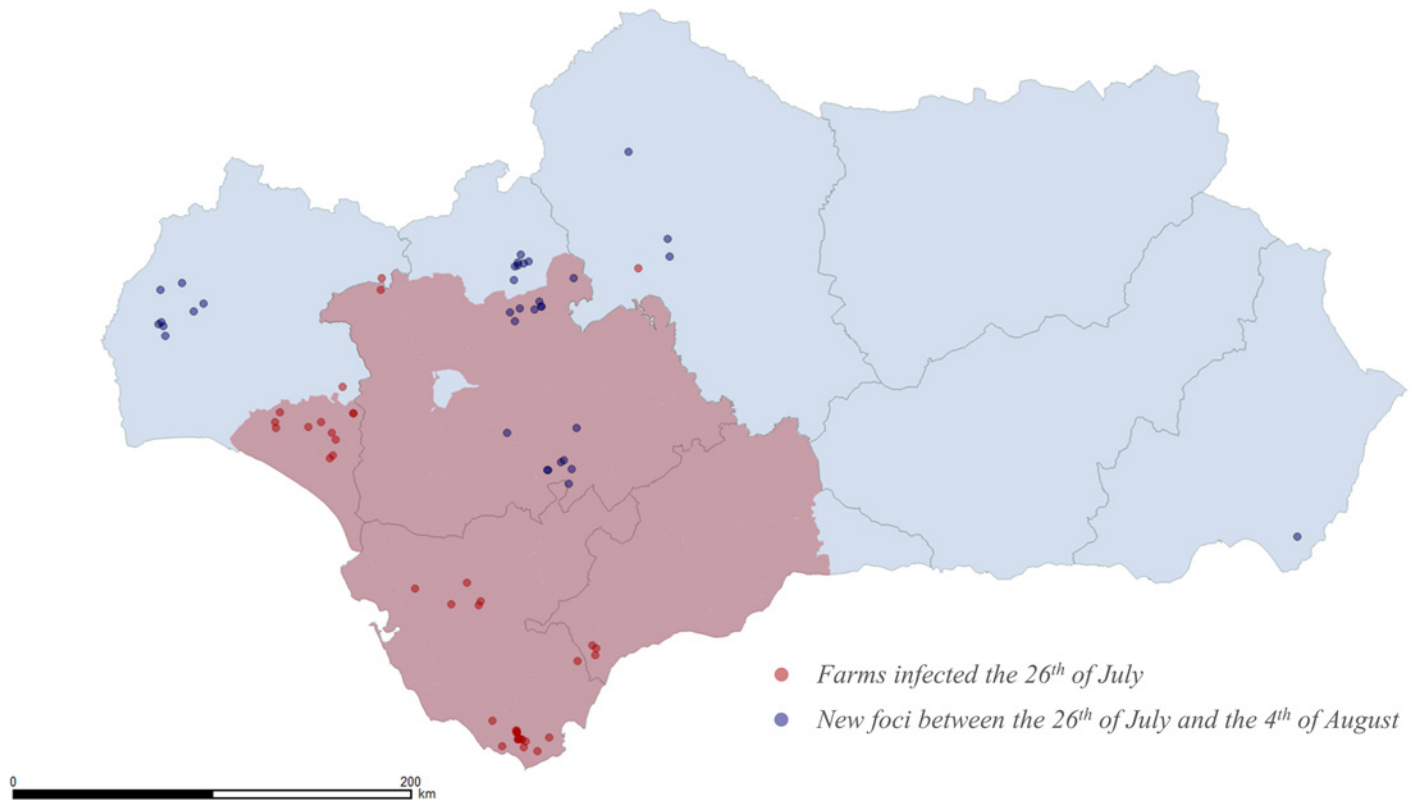 Farms infected the 26th of July
New foci between the 26th of July and the 4th of August
0 200
km